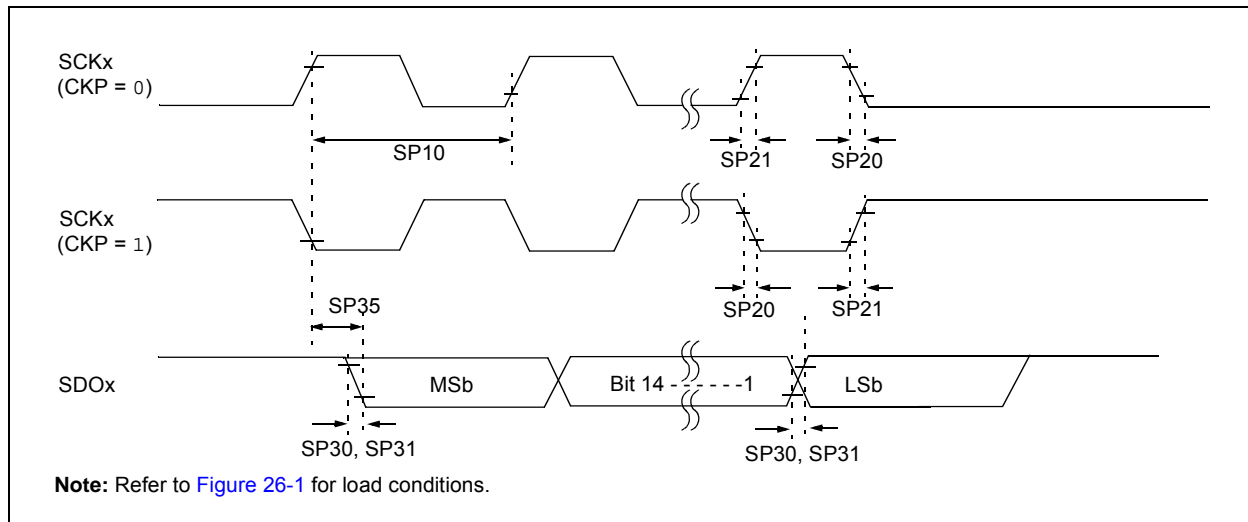 SCKx
(CKP = 0)
SP10
SP21
SP20
SCKx
(CKP = 1)
SP35
SP20
SP21
SDOx
MSb
Bit 14 - - - - - -1
LSb
SP30, SP31
SP30, SP31
Note: Refer to Figure 26-1 for load conditions.